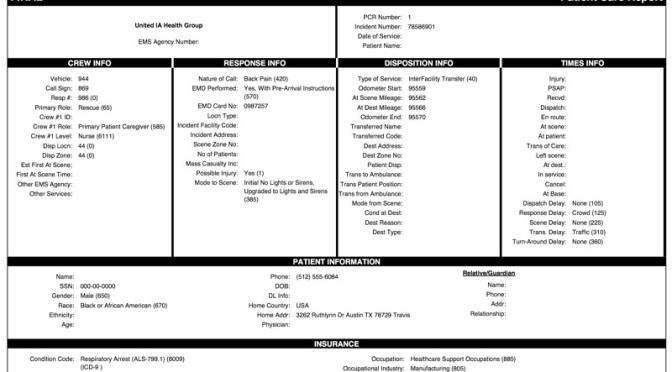 Patient Care Report
United IA Health Group
EMS Agency Number:
PCR Number: 1
Incident Number: 78586901
Date of Service:
Patient Name:
CREW INFO
Vehicle: 944
Call Sign: 869
Resp #: 986 (0)
Primary Role: Rescue (65)
Crew #1 ID:
Crew #1 Role: Primary Patient Caregiver (585)
Crew #1 Level: Nurse (6111)
Disp Locn: 44 (0)
Disp Zone: 44 (0)
Est First At Scene:
First At Scene Time:
Other EMS Agency:
Other Services:
RESPONSE INFO
Nature of Call: Back Pain (420)
EMD Performed: Yes, With Pre-Arrival Instructions
(570)
EMD Card No: 0987257
Locn Type:
Incident Facility Code:
Incident Address:
Scene Zone No:
No of Patients:
Mass Casualty Inc:
Possible Injury: Yes (1)
Mode to Scene: Initial No Lights or Sirens,
Upgraded to Lights and Sirens
(385)
DISPOSITION INFO
Type of Service: InterFacility Transfer (40)
Odometer Start: 95559
At Scene Mileage: 95562
At Dest Mileage: 95566
Odometer End: 95570
Transferred Name:
Transferred Code:
Dest Address:
Dest Zone No:
Patient Disp:
Trans to Ambulance:
Trans Patient Position:
Trans from Ambulance:
Mode from Scene:
Cond at Dest:
Dest Reason:
Dest Type:
TIMES INFO
Injury:
PSAP:
Recvd:
Dispatch:
En route:
At scene:
At patient:
Trans of Care:
Left scene:
At dest:
In service:
Cancel:
At Base:
Dispatch Delay: None (105)
Response Delay: Crowd (125)
Scene Delay: None (225)
Trans. Delay: Traffic (310)
Turn-Around Delay: None (360)
PATIENT INFORMATION
Name:
SSN: 000-00-0000
Gender: Male (650)
Race: Black or African American (670)
Ethnicity:
Age:
Phone: (512) 555-6084
DOB:
DL Info:
Home Country: USA
Home Addr: 3262 Ruthlynn Dr Austin TX 78729 Travis
Physician:
Relative/Guardian
Name:
Phone:
Addr:
Relationship:
INSURANCE
Condition Code: Respiratory Arrest (ALS-799.1) (8009)
(ICD-9 )
Occupation: Healthcare Support Occupations (885)
Occupational Industry: Manufacturing (805)